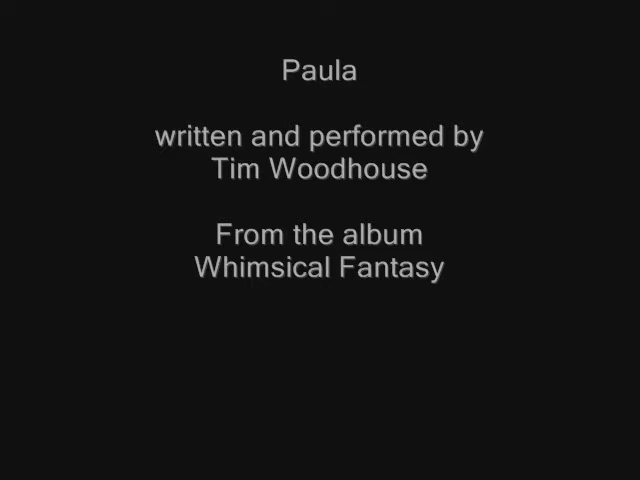 Paula
written and performed by
Tim Woodhouse
From the album
Whimsical Fantasy